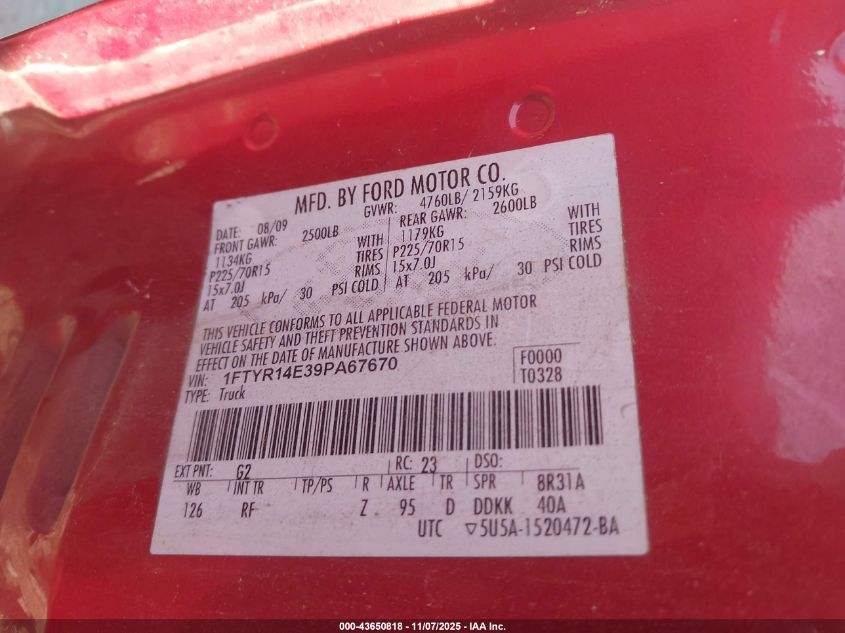 MFD. BY FORD MOTOR CO.
DATE: 08/09 GVWR: 4760LB/ 2159KG
FRONT GAWR: 2500LB REAR GAWR: 2600LB
1134KG WITH 1179KG WITH
P225/70R15 TIRES P225/70R15 TIRES
15x7.0J RIMS 15x7.0J RIMS
AT 205 kPa/ 30 PSI COLD AT 205 kPa/ 30 PSI COLD
THIS VEHICLE CONFORMS TO ALL APPLICABLE FEDERAL MOTOR
VEHICLE SAFETY AND THEFT PREVENTION STANDARDS IN
EFFECT ON THE DATE OF MANUFACTURE SHOWN ABOVE.
VIN: 1FTYR14E39PA67670 F0000
TYPE: Truck T0328
EXT PNT: G2 RC: 23 DSO:
WB INT TR TP/PS R AXLE TR SPR 8R31A
126 RF Z 95 D DDKK 40A
UTC ▽5U5A-1520472-BA
000-43650818 - 11/07/2025 - IAA Inc.